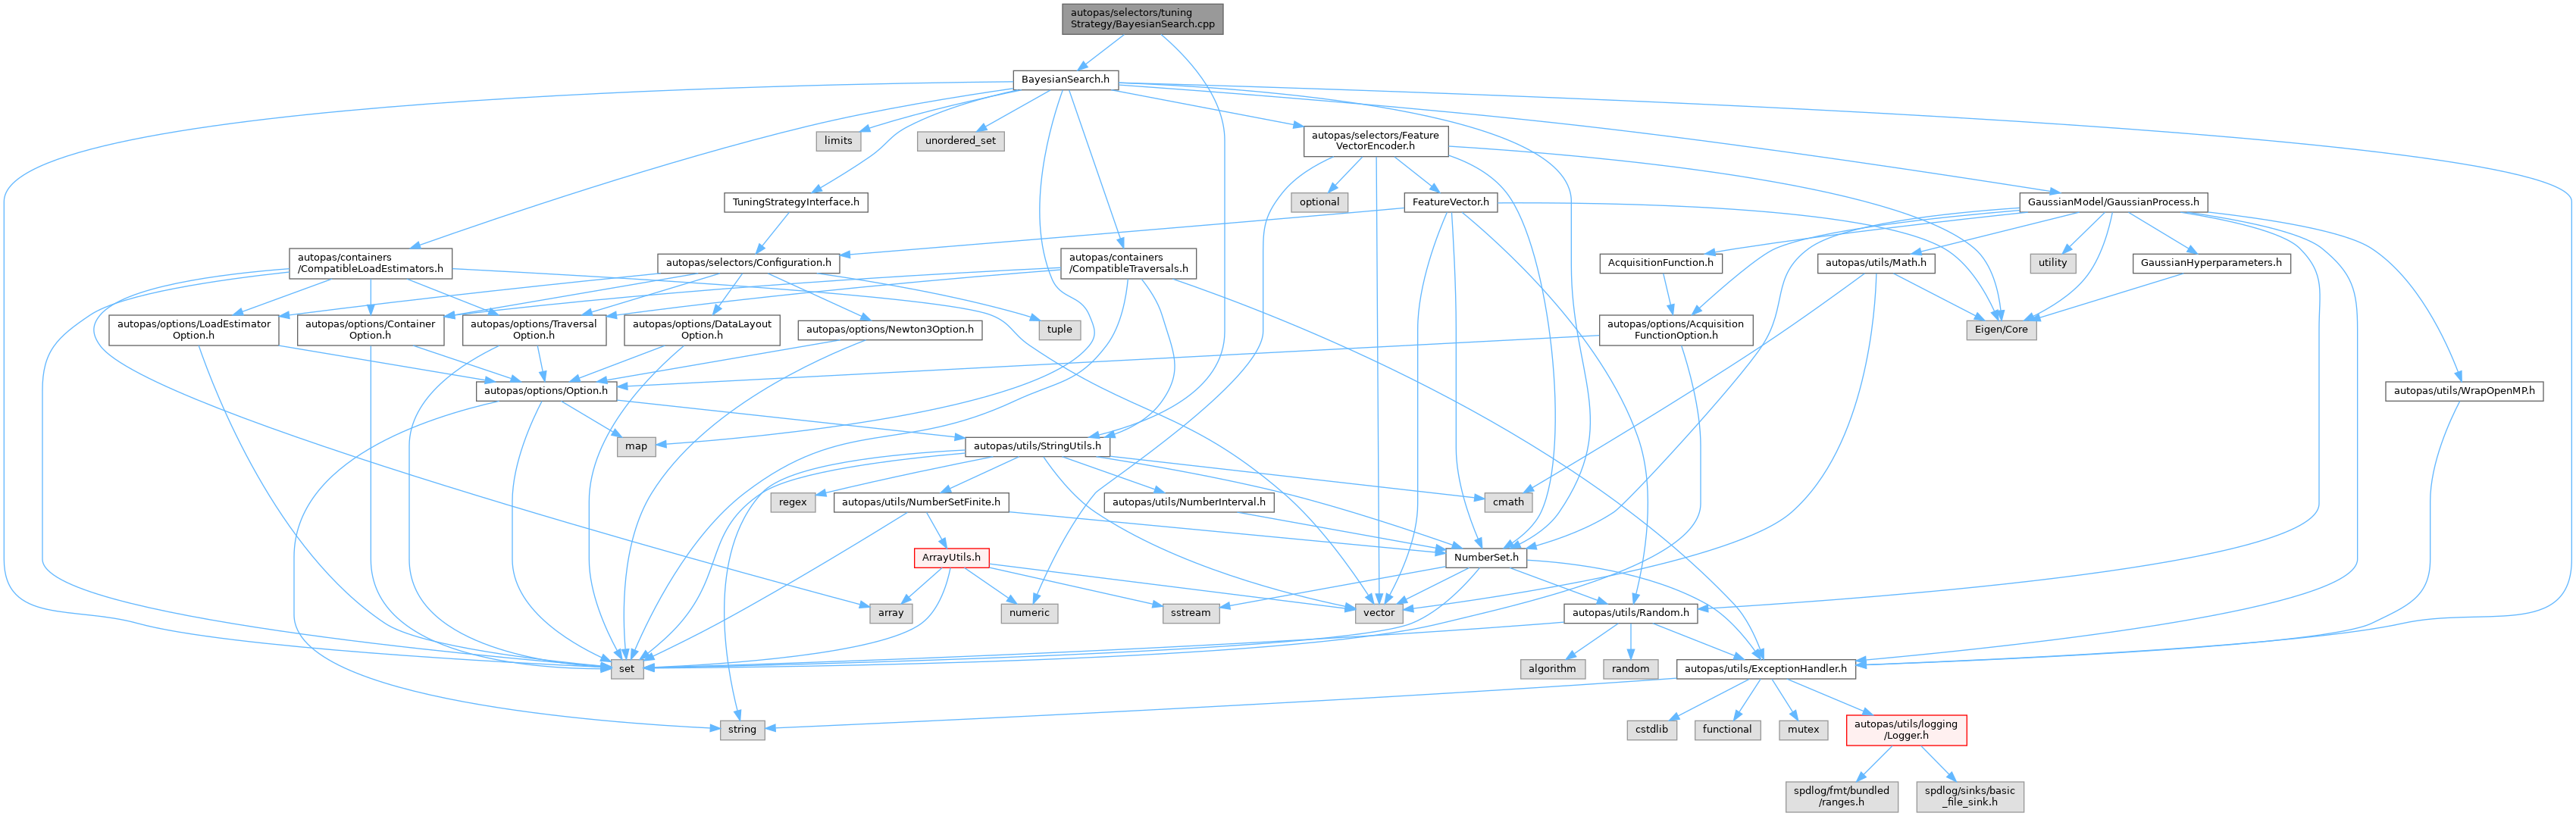 autopas/selectors/tuning
Strategy/BayesianSearch.cpp
BayesianSearch.h
limits
unordered_set
autopas/selectors/Feature
VectorEncoder.h
TuningStrategyInterface.h
optional
FeatureVector.h
GaussianModel/GaussianProcess.h
autopas/containers
/CompatibleLoadEstimators.h
autopas/selectors/Configuration.h
autopas/containers
/CompatibleTraversals.h
AcquisitionFunction.h
autopas/utils/Math.h
utility
GaussianHyperparameters.h
autopas/options/LoadEstimator
Option.h
autopas/options/Container
Option.h
autopas/options/Traversal
Option.h
autopas/options/DataLayout
Option.h
autopas/options/Newton3Option.h
tuple
autopas/options/Acquisition
FunctionOption.h
Eigen/Core
autopas/options/Option.h
autopas/utils/WrapOpenMP.h
map
autopas/utils/StringUtils.h
regex
autopas/utils/NumberSetFinite.h
autopas/utils/NumberInterval.h
cmath
ArrayUtils.h
NumberSet.h
array
numeric
sstream
vector
autopas/utils/Random.h
set
algorithm
random
autopas/utils/ExceptionHandler.h
string
cstdlib
functional
mutex
autopas/utils/logging
/Logger.h
spdlog/fmt/bundled
/ranges.h
spdlog/sinks/basic
_file_sink.h